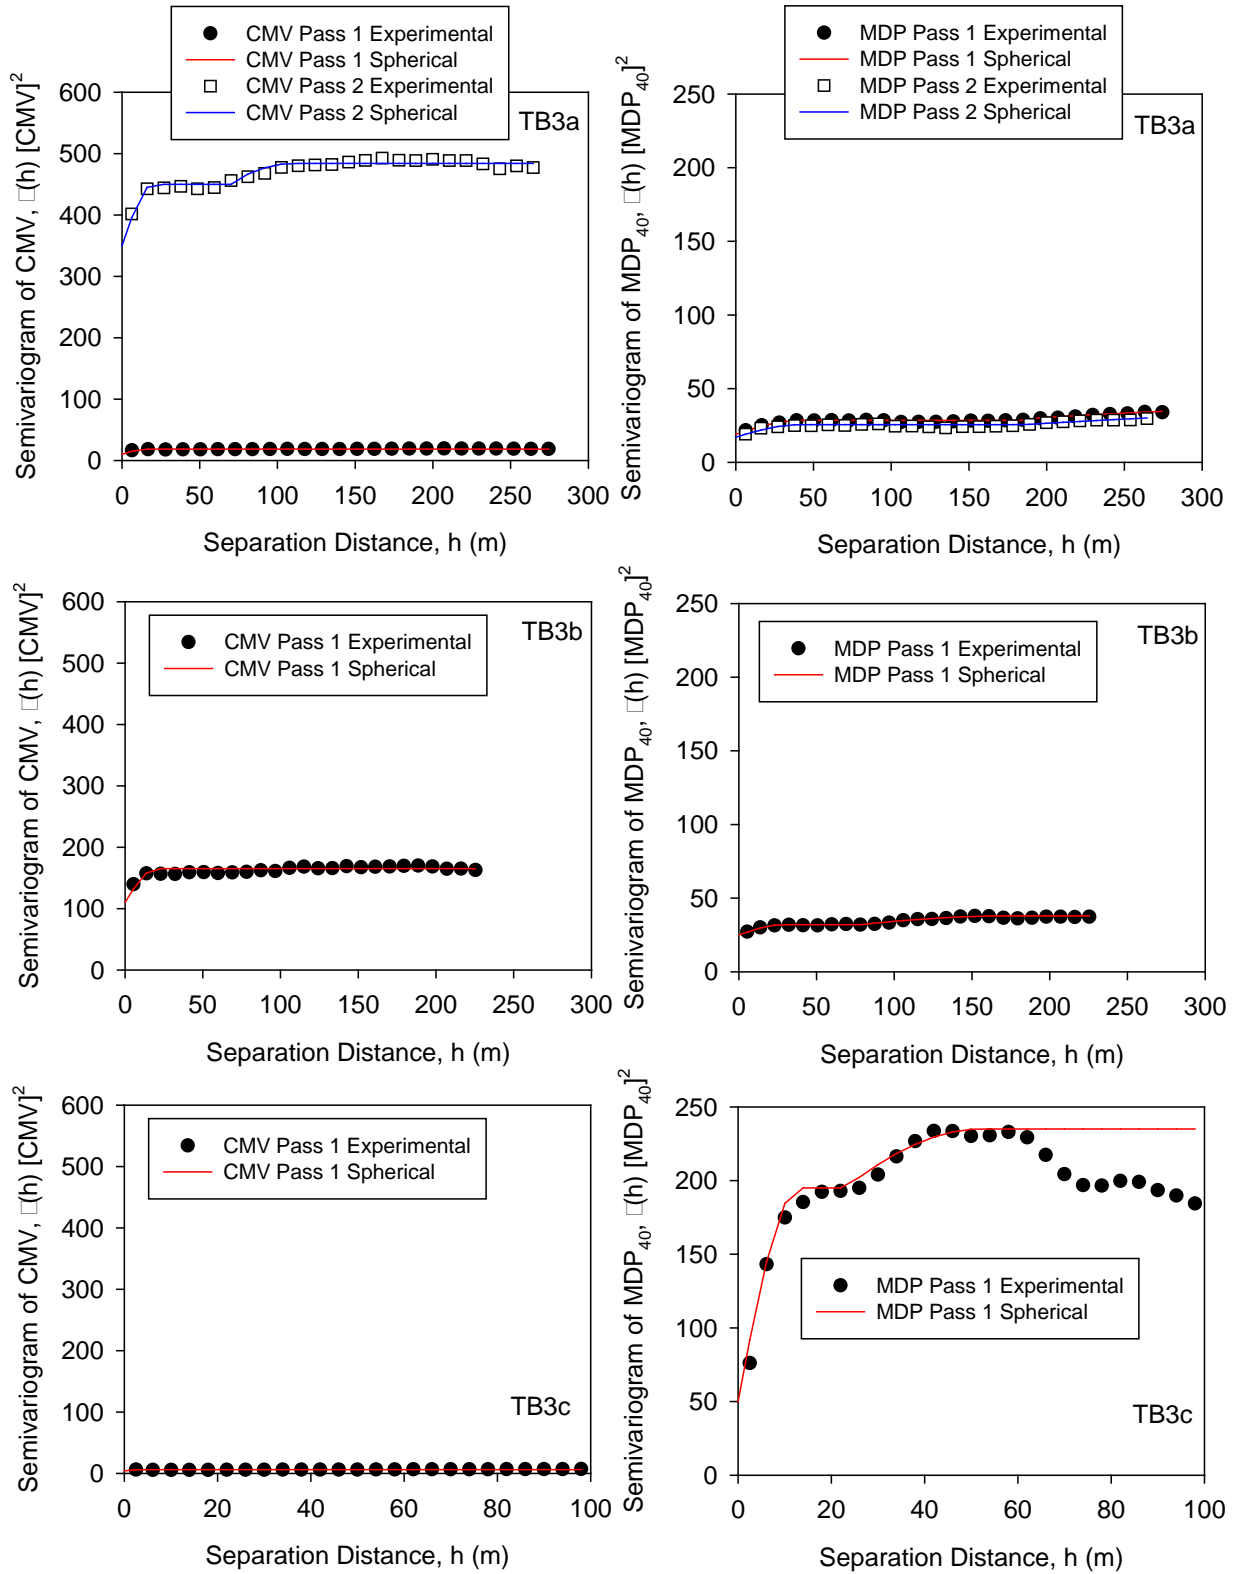 CMV Pass 1 Experimental
CMV Pass 1 Spherical
CMV Pass 2 Experimental
CMV Pass 2 Spherical
TB3a
Semivariogram of CMV, □(h) [CMV]²
600
500
400
300
200
100
0
0 50 100 150 200 250 300
Separation Distance, h (m)
MDP Pass 1 Experimental
MDP Pass 1 Spherical
MDP Pass 2 Experimental
MDP Pass 2 Spherical
TB3a
Semivariogram of MDP₄₀, □(h) [MDP₄₀]²
250
200
150
100
50
0
0 50 100 150 200 250 300
Separation Distance, h (m)
CMV Pass 1 Experimental
CMV Pass 1 Spherical
TB3b
Semivariogram of CMV, □(h) [CMV]²
600
500
400
300
200
100
0
0 50 100 150 200 250 300
Separation Distance, h (m)
MDP Pass 1 Experimental
MDP Pass 1 Spherical
TB3b
Semivariogram of MDP₄₀, □(h) [MDP₄₀]²
250
200
150
100
50
0
0 50 100 150 200 250 300
Separation Distance, h (m)
CMV Pass 1 Experimental
CMV Pass 1 Spherical
TB3c
Semivariogram of CMV, □(h) [CMV]²
600
500
400
300
200
100
0
0 20 40 60 80 100
Separation Distance, h (m)
MDP Pass 1 Experimental
MDP Pass 1 Spherical
TB3c
Semivariogram of MDP₄₀, □(h) [MDP₄₀]²
250
200
150
100
50
0
0 20 40 60 80 100
Separation Distance, h (m)